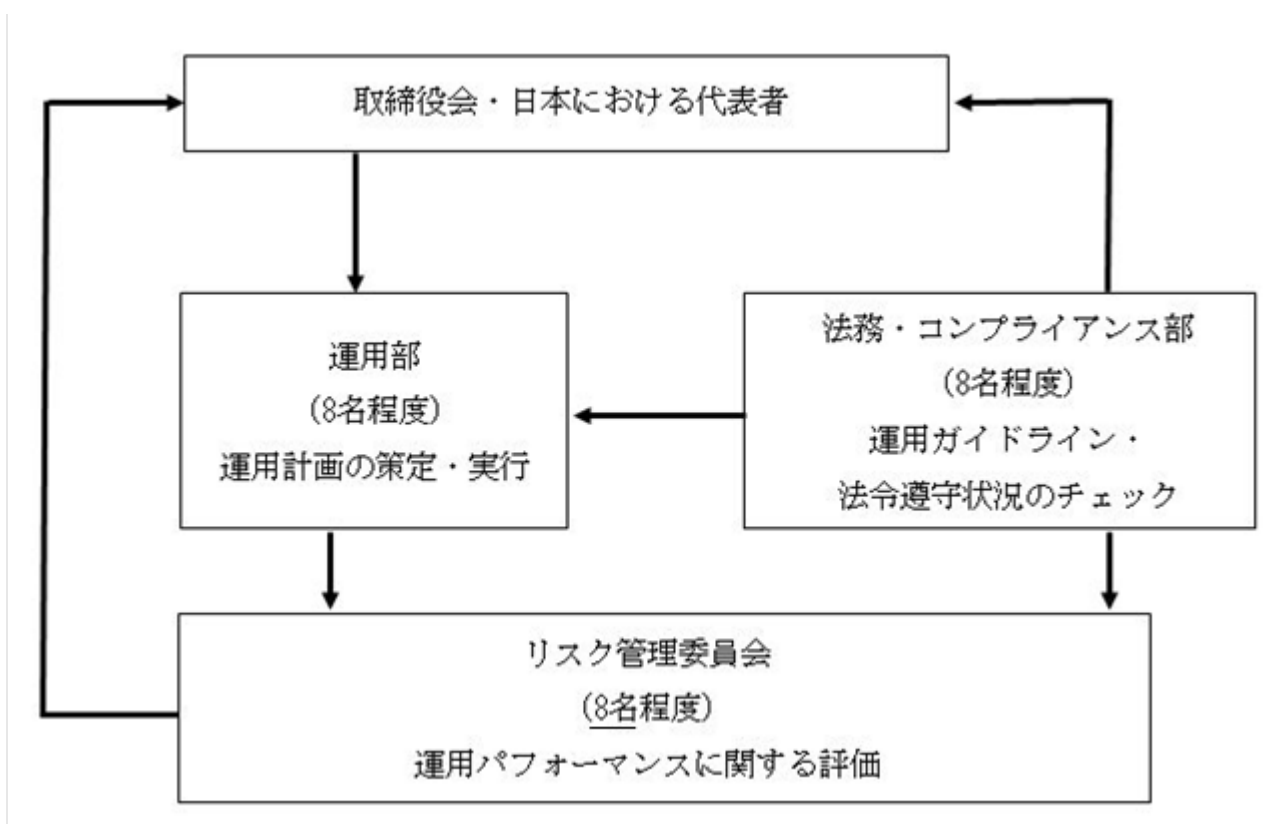 取締役会・日本における代表者
運用部
(8名程度)
運用計画の策定・実行
法務・コンプライアンス部
(8名程度)
運用ガイドライン・
法令遵守状況のチェック
リスク管理委員会
(8名程度)
運用パフォーマンスに関する評価